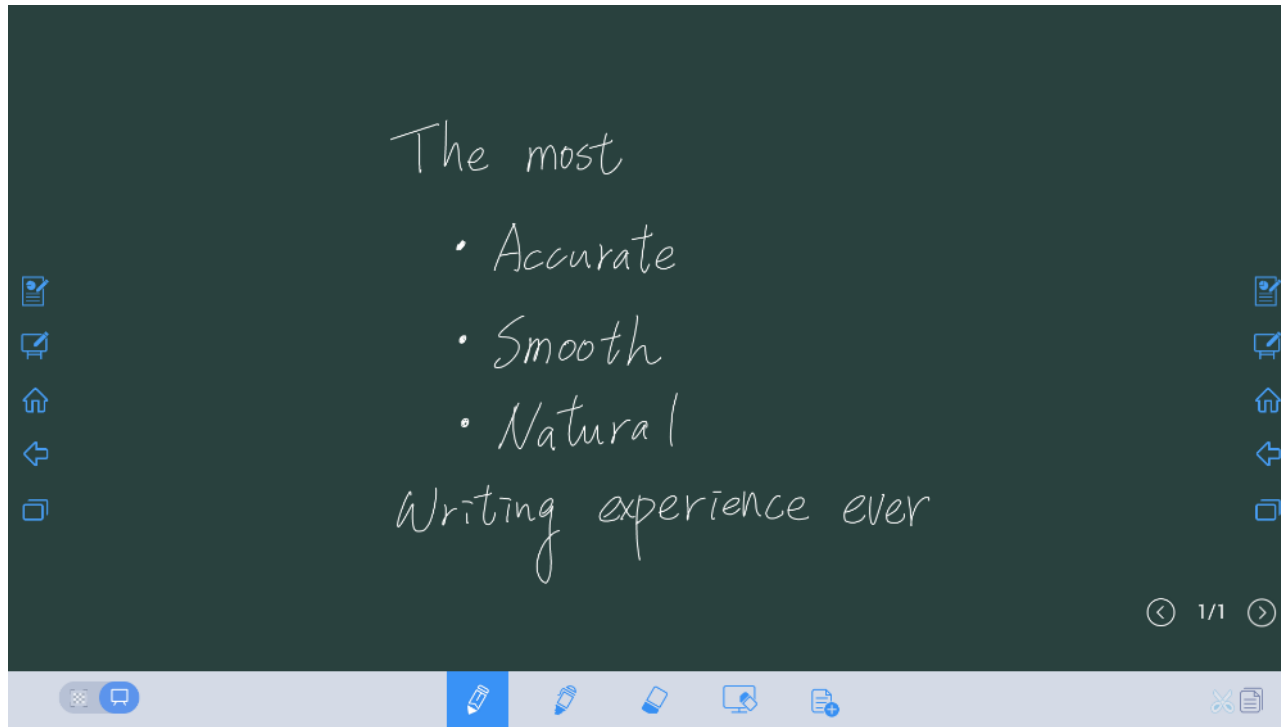 The most
• Accurate
• Smooth
• Natural
Writing experience ever
1/1